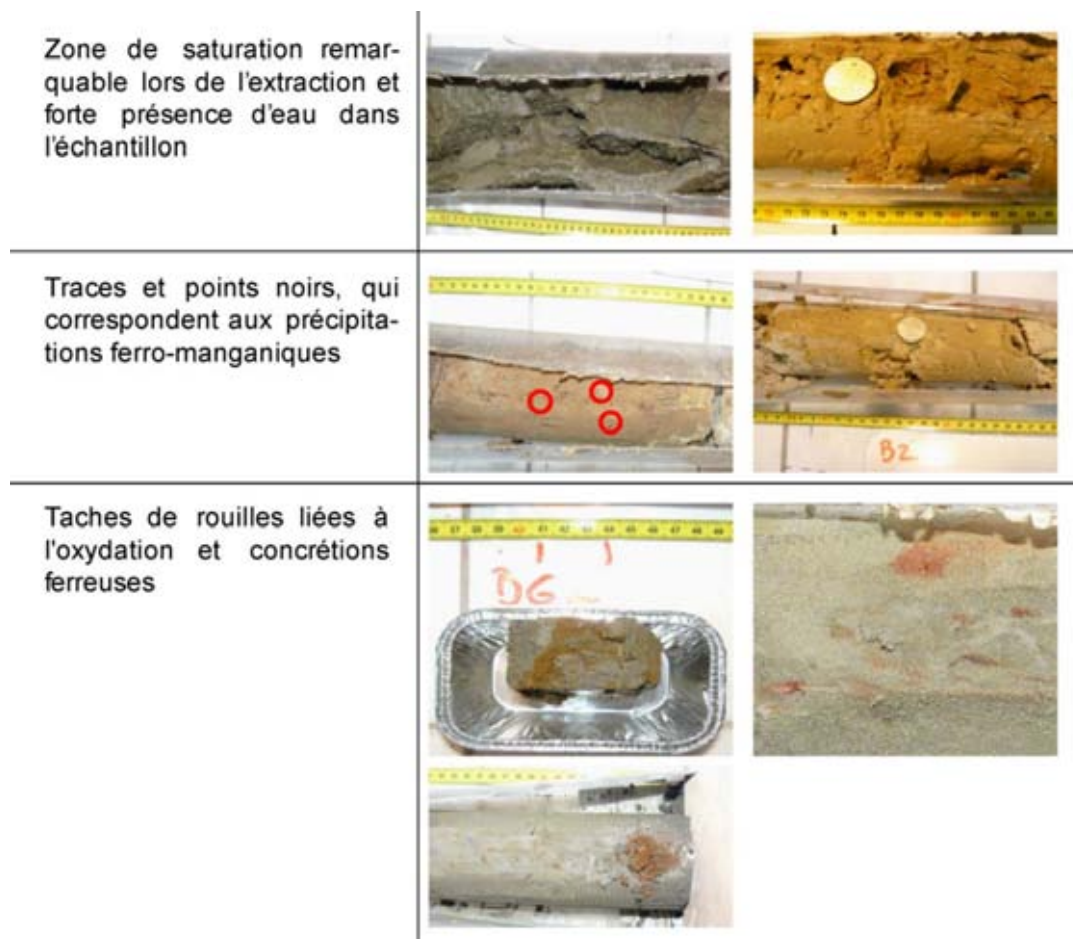 Zone de saturation remar-
quable lors de l'extraction et
forte présence d'eau dans
l'échantillon
Traces et points noirs, qui
correspondent aux précipita-
tions ferro-manganiques
B2
Taches de rouilles liées à
l'oxydation et concrétions
ferreuses
B6